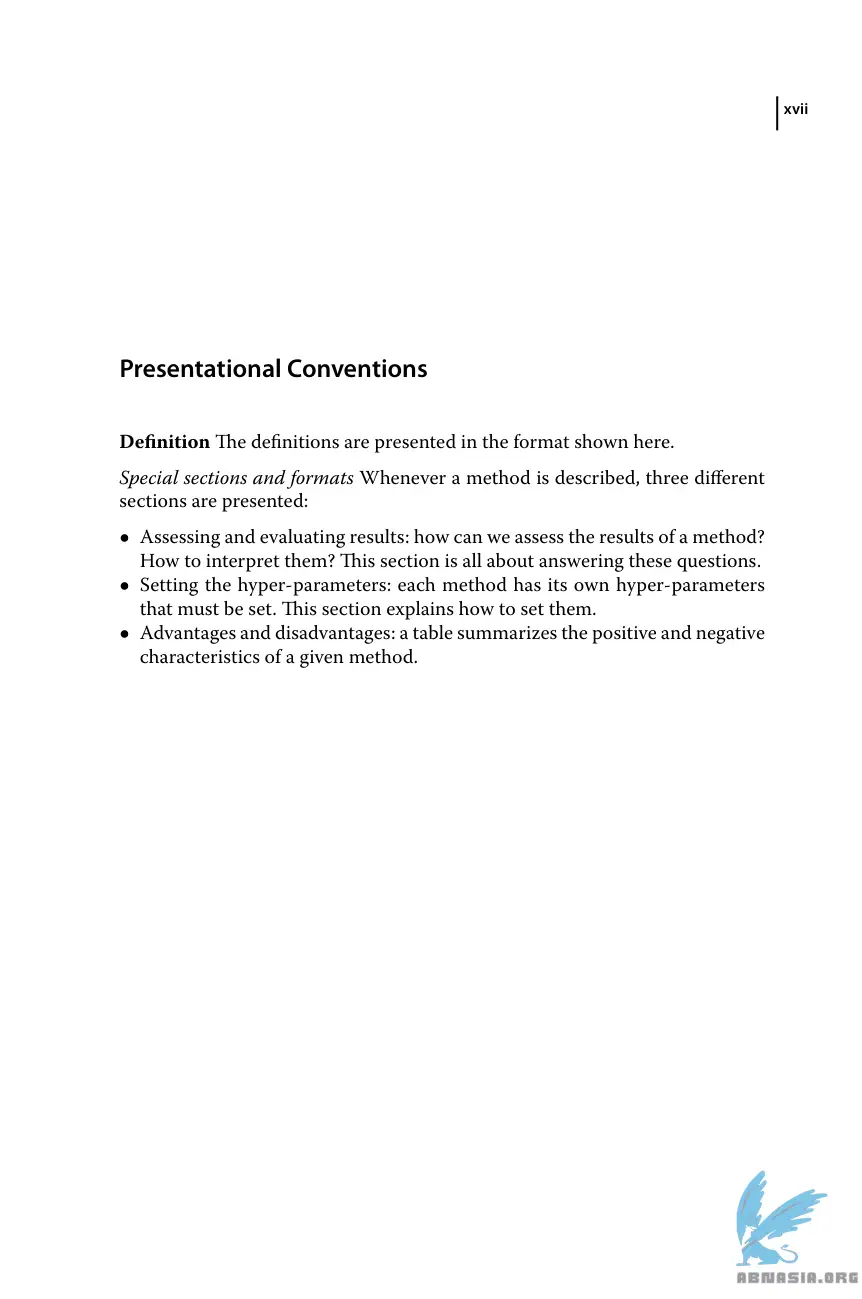 xvii
Presentational Conventions
Definition The definitions are presented in the format shown here.
Special sections and formats Whenever a method is described, three different
sections are presented:
• Assessing and evaluating results: how can we assess the results of a method?
How to interpret them? This section is all about answering these questions.
• Setting the hyper-parameters: each method has its own hyper-parameters
that must be set. This section explains how to set them.
• Advantages and disadvantages: a table summarizes the positive and negative
characteristics of a given method.
ABNASIA.ORG